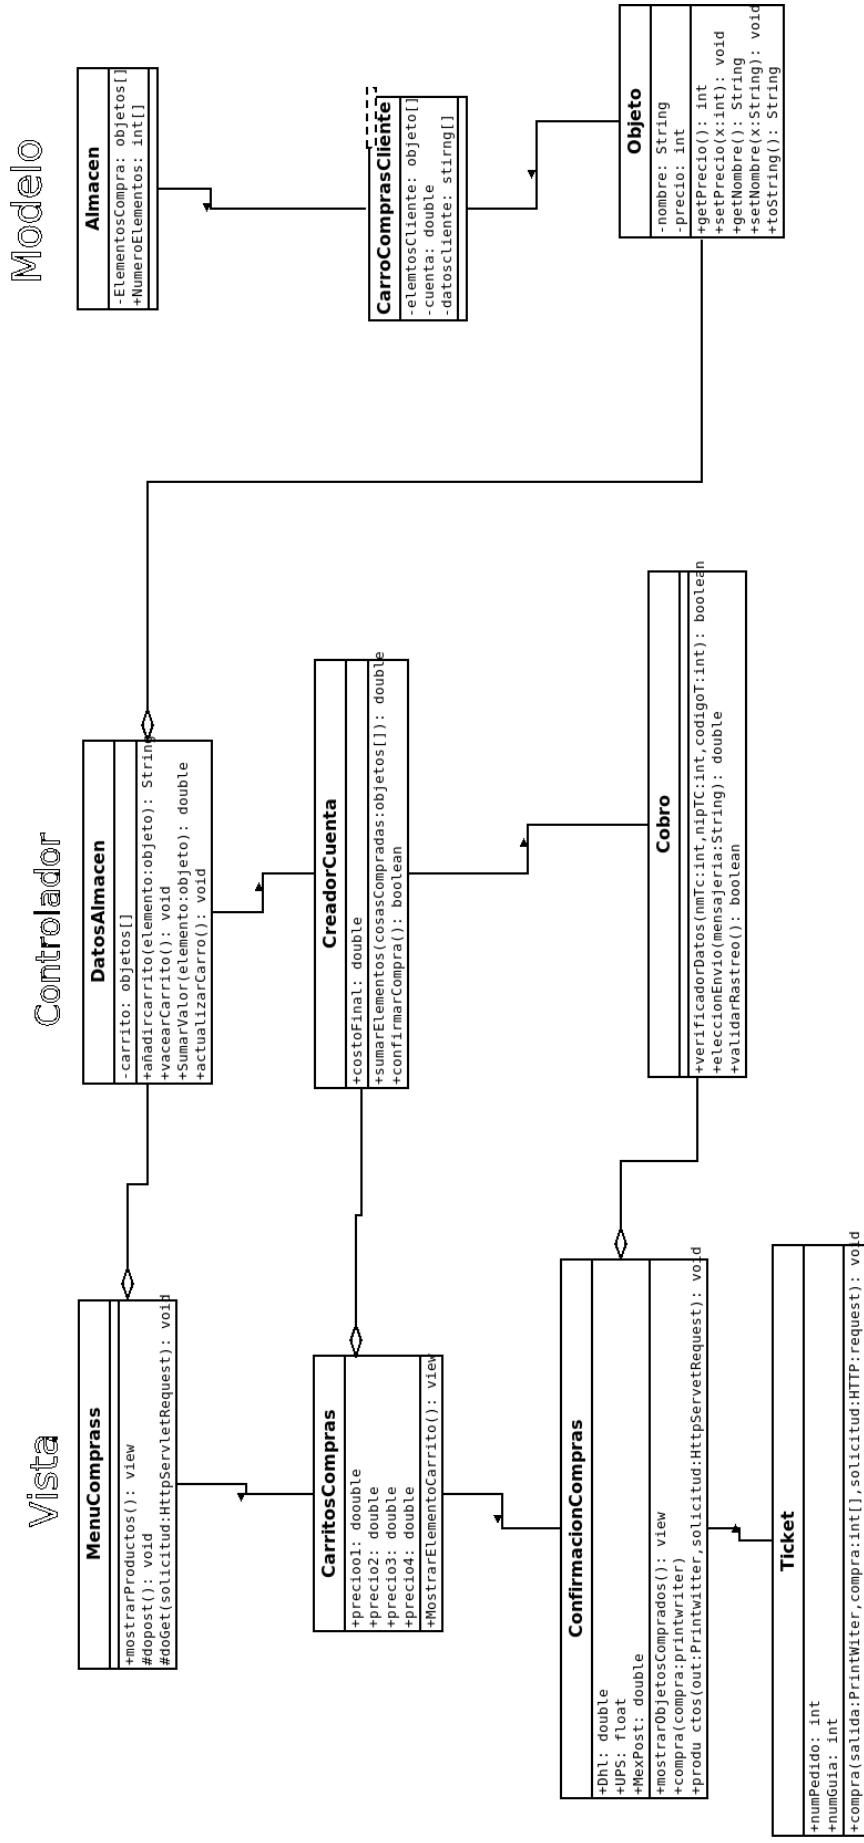 Vista
MenuComprass
+mostrarProductos(): view
#dopost(): void
#doGet(solicitud:HttpServletRequest): void
CarritosCompras
+precioo1: doouble
+precio2: double
+precio3: double
+precio4: double
+MostrarElementoCarrito(): view
ConfirmacionCompras
+Dhl: double
+UPS: float
+MexPost: double
+mostrarObjetosComprados(): view
+compra(compra:printwriter)
+produ ctos(out:PrintWitter,solicitud:HttpServetRequest): void
Ticket
+numPedido: int
+numGuia: int
+compra(salida:PrintWiter,compra:int[],solicitud:HTTP:request): void
Controlador
DatosAlmacen
-carrito: objetos[]
+añadircarrito(elemento:objeto): String
+vacearCarrito(): void
+SumarValor(elemento:objeto): double
+actualizarCarro(): void
CreadorCuenta
+costoFinal: double
+sumarElementos(cosasCompradas:objetos[]): double
+confirmarCompra(): boolean
Cobro
+verificadorDatos(nmTc:int,nipTC:int,codigoT:int): boolean
+eleccionEnvio(mensajeria:String): double
+validarRastreo(): boolean
Modelo
Almacen
-ElementosCompra: objetos[]
+NumeroElementos: int[]
CarroComprasCliente
-elemtosCliente: objeto[]
-cuenta: double
-datoscliente: stirng[]
Objeto
-nombre: String
-precio: int
+getPrecio(): int
+setPrecio(x:int): void
+getNombre(): String
+setNombre(x:String): void
+toString(): String